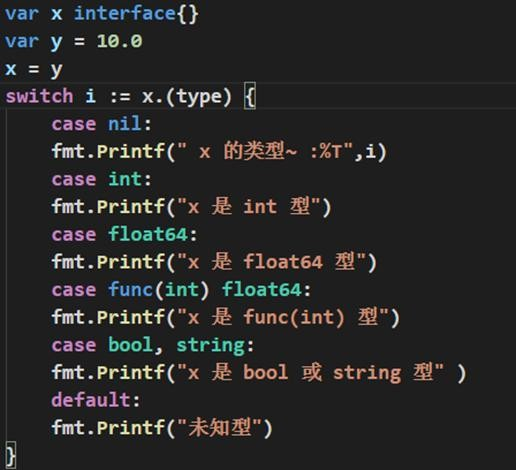 var x interface{}
var y = 10.0
x = y
switch i := x.(type) {
    case nil:
    fmt.Printf(" x 的类型~ :%T",i)
    case int:
    fmt.Printf("x 是 int 型")
    case float64:
    fmt.Printf("x 是 float64 型")
    case func(int) float64:
    fmt.Printf("x 是 func(int) 型")
    case bool, string:
    fmt.Printf("x 是 bool 或 string 型" )
    default:
    fmt.Printf("未知型")
}